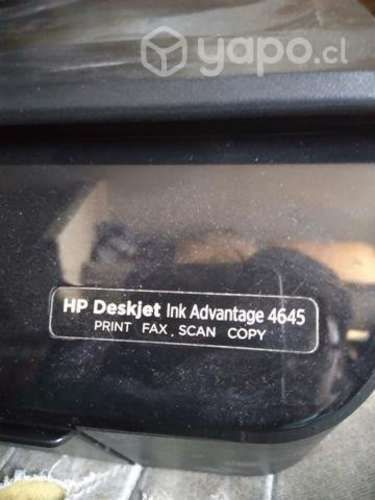 yapo.cl
HP Deskjet Ink Advantage 4645
PRINT FAX, SCAN COPY